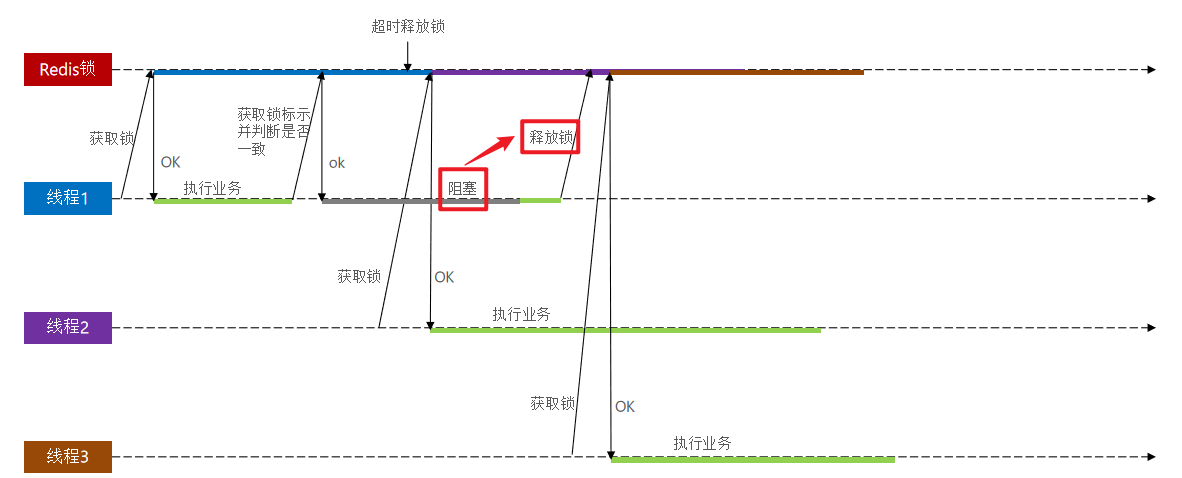 超时释放锁
Redis锁
获取锁
OK
获取锁标示
并判断是否
一致
ok
释放锁
线程1
执行业务
阻塞
获取锁
OK
线程2
执行业务
获取锁
OK
线程3
执行业务